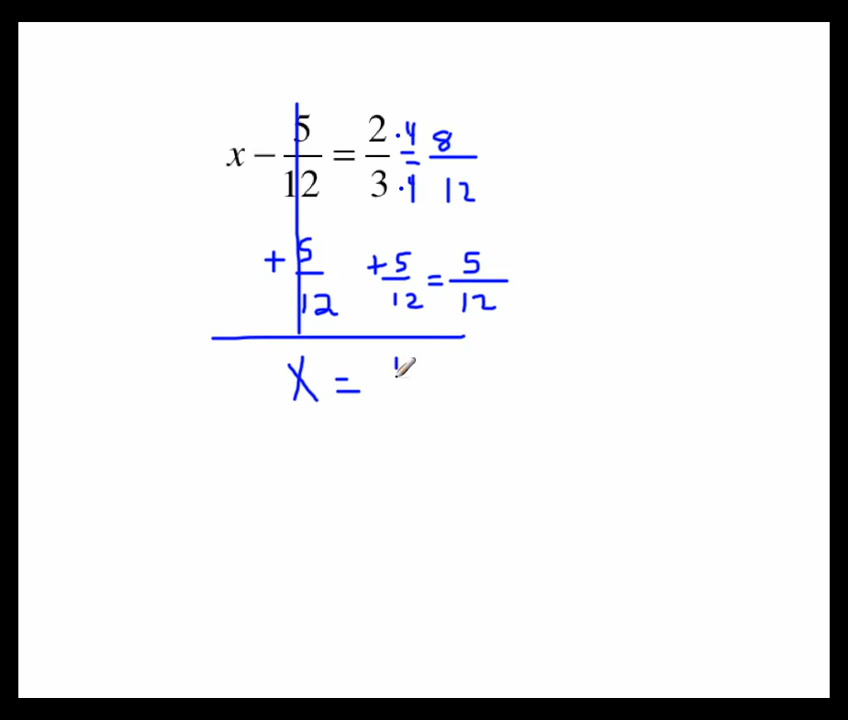 x − 5/12 = 2/3 ·4/·4 = 8/12
+ 5/12 + 5/12 = 5/12
x =